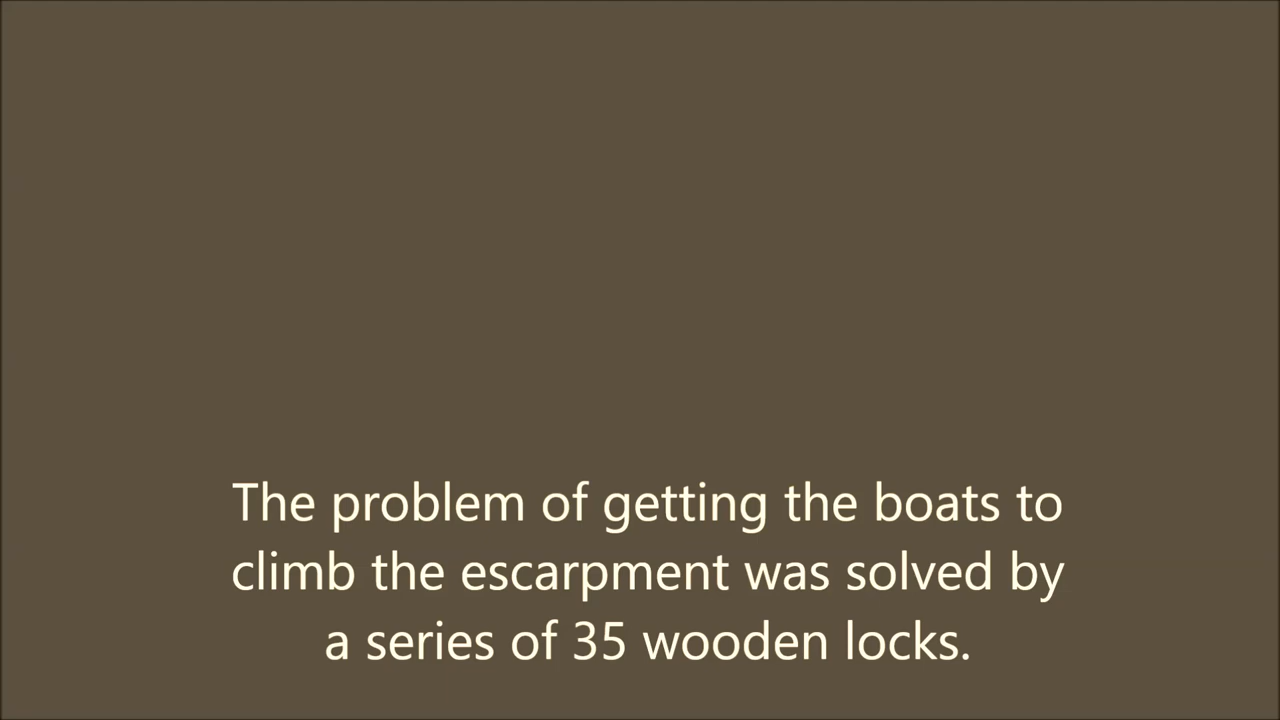 The problem of getting the boats to
climb the escarpment was solved by
a series of 35 wooden locks.